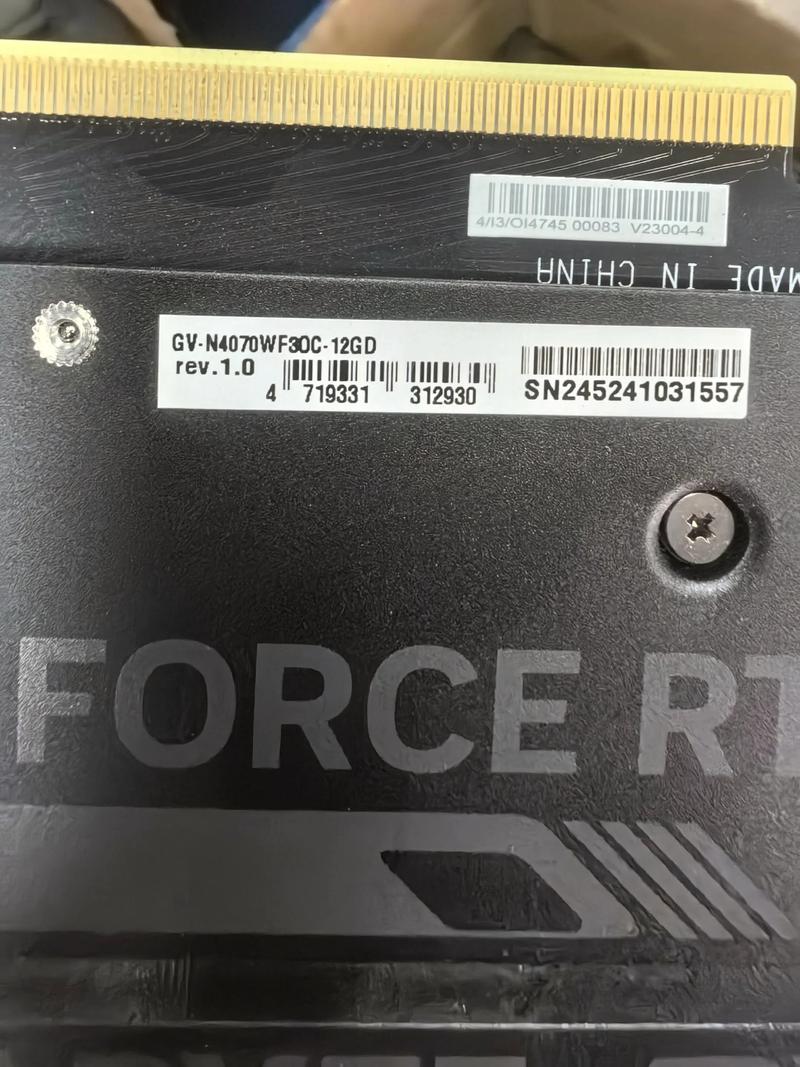 4/I3/OI4745 00083 V23004-4
MADE IN CHINA
GV-N4070WF3OC-12GD
rev.1.0
4 719331 312930
SN245241031557
FORCE RT